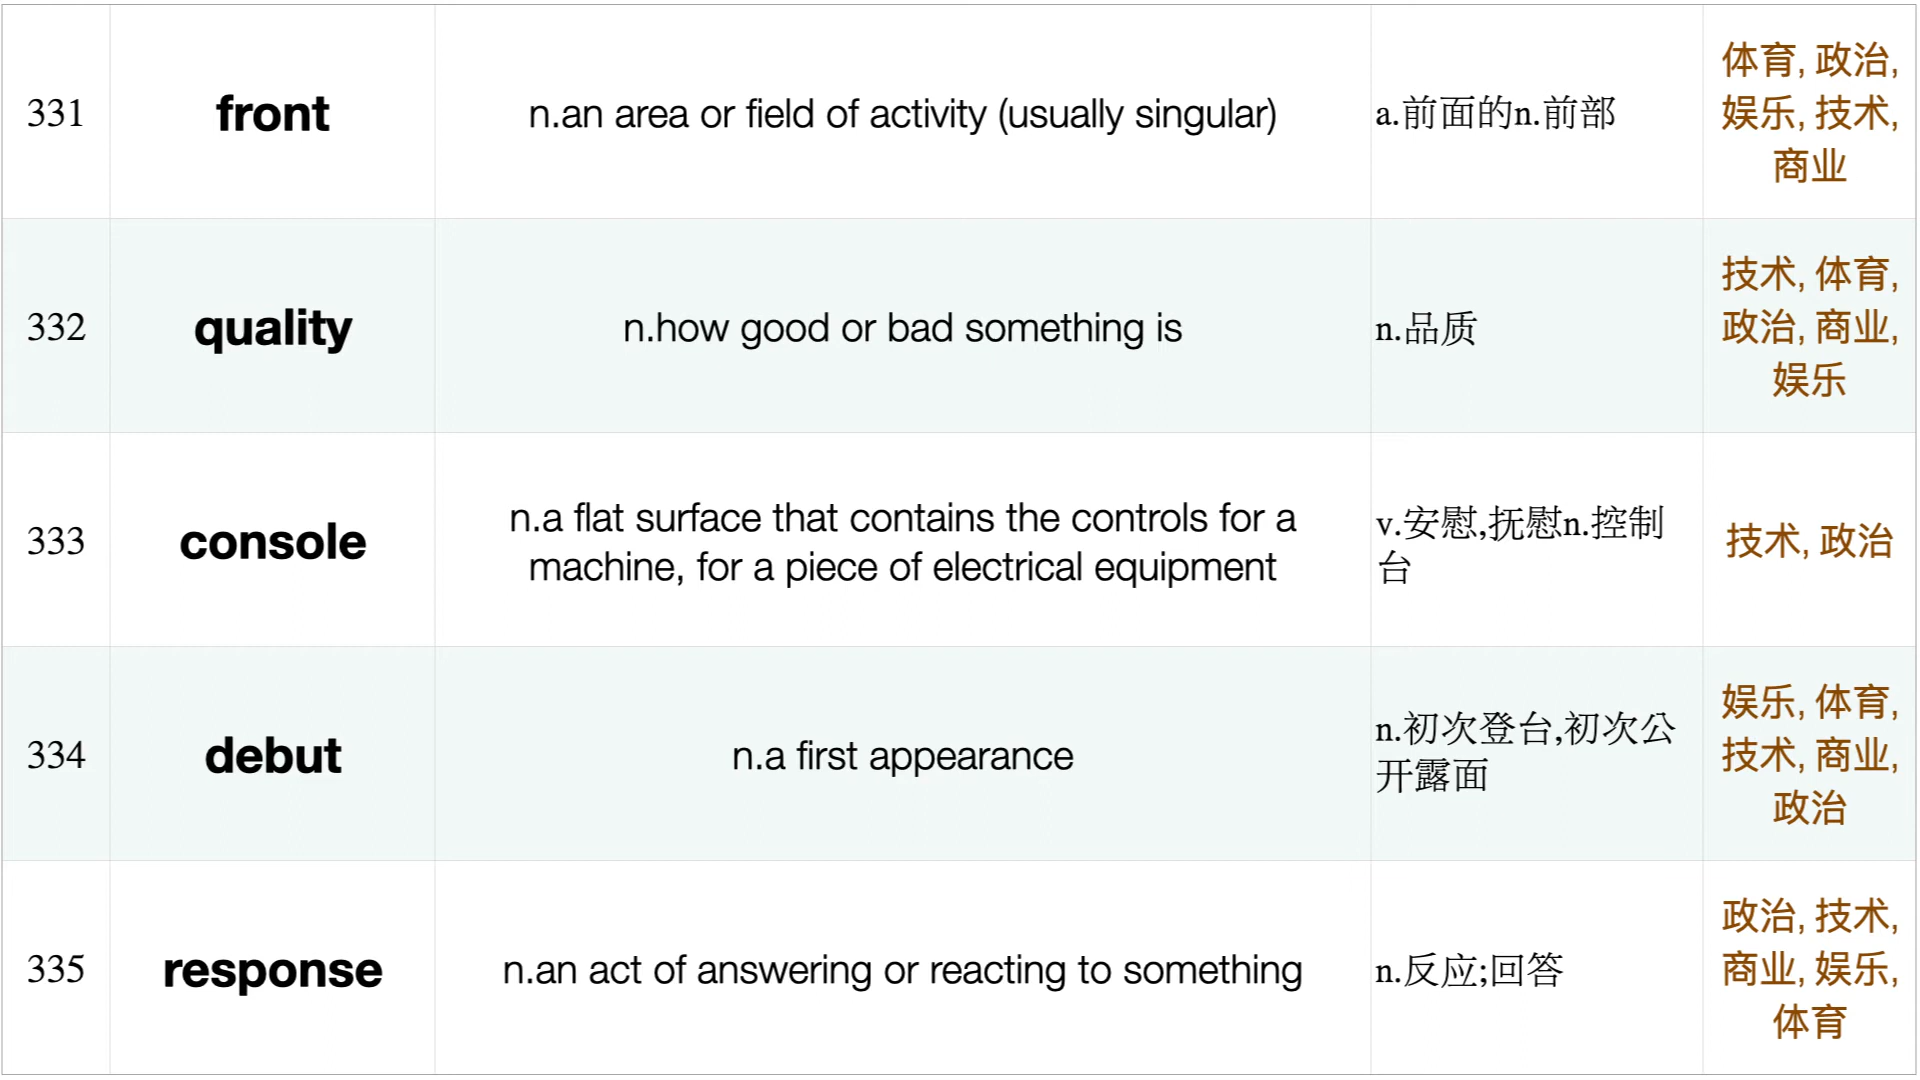 331
front
n.an area or field of activity (usually singular)
a.前面的n.前部
体育, 政治,
娱乐, 技术,
商业
332
quality
n.how good or bad something is
n.品质
技术, 体育,
政治, 商业,
娱乐
333
console
n.a flat surface that contains the controls for a
machine, for a piece of electrical equipment
v.安慰,抚慰n.控制
台
技术, 政治
334
debut
n.a first appearance
n.初次登台,初次公
开露面
娱乐, 体育,
技术, 商业,
政治
335
response
n.an act of answering or reacting to something
n.反应;回答
政治, 技术,
商业, 娱乐,
体育